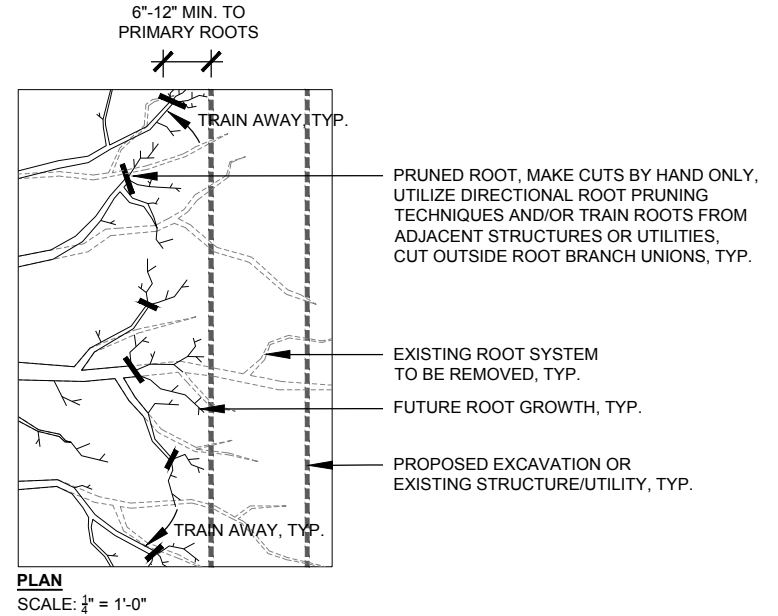 6"-12" MIN. TO
PRIMARY ROOTS
TRAIN AWAY, TYP.
PRUNED ROOT, MAKE CUTS BY HAND ONLY,
UTILIZE DIRECTIONAL ROOT PRUNING
TECHNIQUES AND/OR TRAIN ROOTS FROM
ADJACENT STRUCTURES OR UTILITIES,
CUT OUTSIDE ROOT BRANCH UNIONS, TYP.
EXISTING ROOT SYSTEM
TO BE REMOVED, TYP.
FUTURE ROOT GROWTH, TYP.
PROPOSED EXCAVATION OR
EXISTING STRUCTURE/UTILITY, TYP.
TRAIN AWAY, TYP.
PLAN
SCALE: 1/4" = 1'-0"